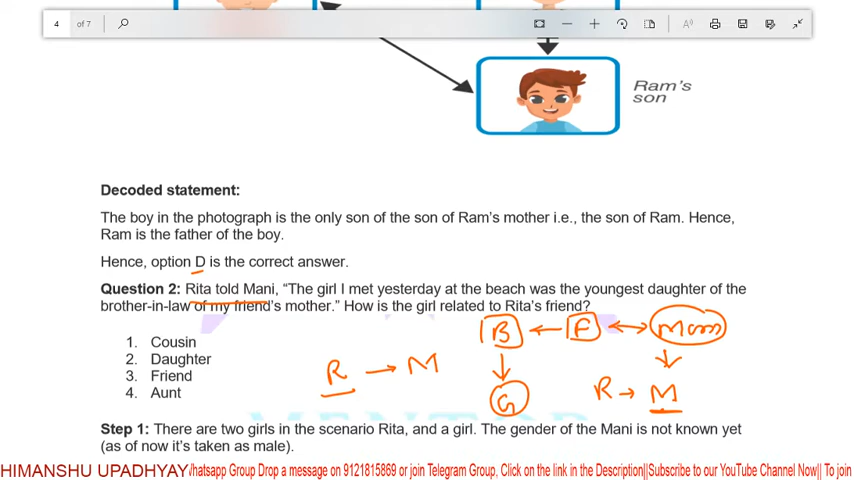 4 of 7
Ram's
son
Decoded statement:
The boy in the photograph is the only son of the son of Ram's mother i.e., the son of Ram. Hence,
Ram is the father of the boy.
Hence, option D is the correct answer.
Question 2: Rita told Mani, “The girl I met yesterday at the beach was the youngest daughter of the
brother-in-law of my friend's mother.” How is the girl related to Rita's friend?
1. Cousin
2. Daughter
3. Friend
4. Aunt
B ← F ↔ Mom
R → M
G
R → M
Step 1: There are two girls in the scenario Rita, and a girl. The gender of the Mani is not known yet
(as of now it's taken as male).
HIMANSHU UPADHYAY/hatsapp Group Drop a message on 9121815869 or join Telegram Group, Click on the link in the Description||Subscribe to our YouTube Channel Now||To join